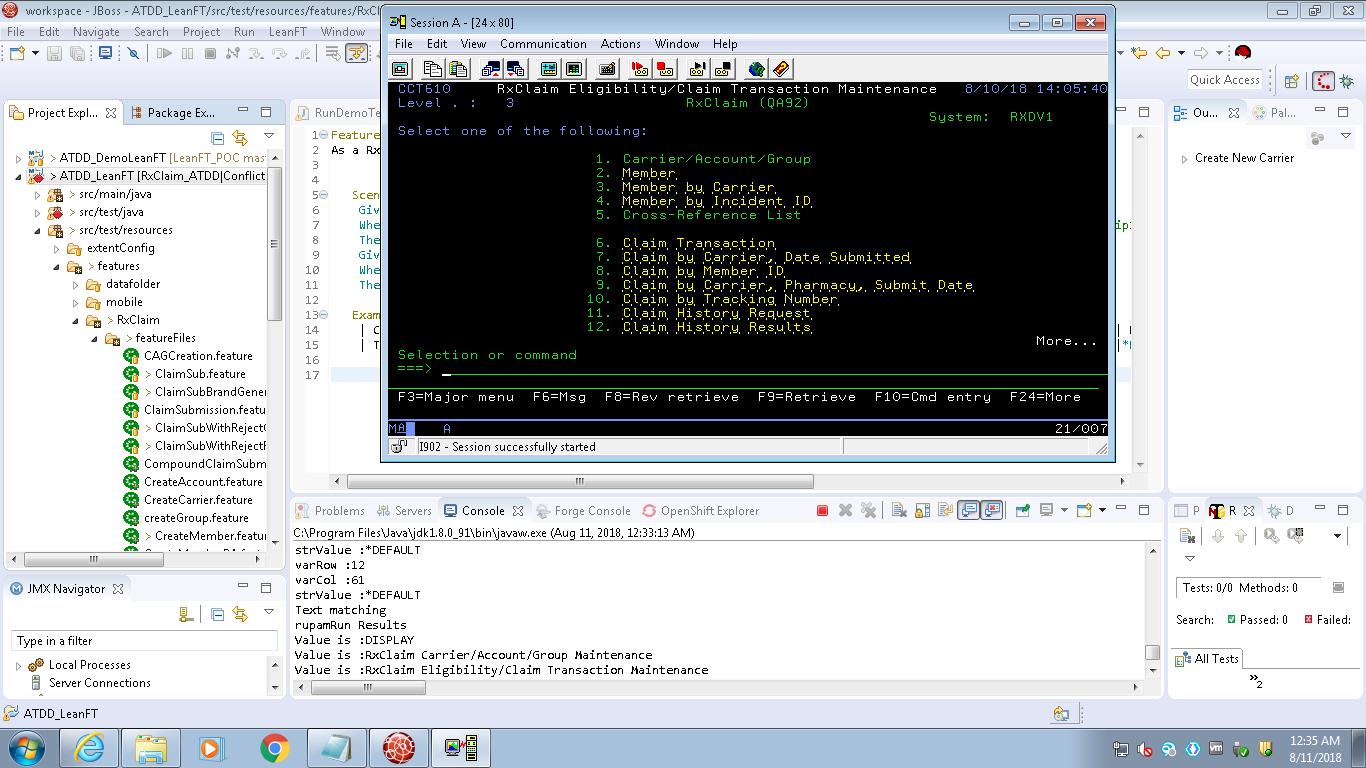 workspace - JBoss - ATDD_LeanFT/src/test/resources/features/RxCl
File Edit Navigate Search Project Run LeanFT Window
Quick Access
Project Expl...
Package Ex...
> ATDD_DemoLeanFT [LeanFT_POC mas
> ATDD_LeanFT [RxClaim_ATDD|Conflict
> src/main/java
> src/test/java
> src/test/resources
extentConfig
> features
datafolder
mobile
> RxClaim
> featureFiles
CAGCreation.feature
> ClaimSub.feature
> ClaimSubBrandGener
ClaimSubmission.featu
> ClaimSubWithReject
> ClaimSubWithReject
CompoundClaimSubm
CreateAccount.feature
CreateCarrier.feature
createGroup.feature
> CreateMember.feature
JMX Navigator
Type in a filter
Local Processes
Server Connections
RunDemoTe
1 Featur
2 As a Rx
3
4
5 Scen
6 Giv
7 Whe
8 The
9 Giv
10 Whe
11 The
12
13 Exam
14 | C
15 | T
16
17
Session A - [24 x 80]
File Edit View Communication Actions Window Help
CCT610 RxClaim Eligibility/Claim Transaction Maintenance 8/10/18 14:05:40
Level . : 3 RxClaim (QA92)
System: RXDV1
Select one of the following:
1. Carrier/Account/Group
2. Member
3. Member by Carrier
4. Member by Incident ID
5. Cross-Reference List
6. Claim Transaction
7. Claim by Carrier, Date Submitted
8. Claim by Member ID
9. Claim by Carrier, Pharmacy, Submit Date
10. Claim by Tracking Number
11. Claim History Request
12. Claim History Results
More...
Selection or command
===>
F3=Major menu F6=Msg F8=Rev retrieve F9=Retrieve F10=Cmd entry F24=More
MA A 21/007
I902 - Session successfully started
Ou...
Pal...
Create New Carrier
Problems Servers Console Forge Console OpenShift Explorer
C:\Program Files\Java\jdk1.8.0_91\bin\javaw.exe (Aug 11, 2018, 12:33:13 AM)
strValue :*DEFAULT
varRow :12
varCol :61
strValue :*DEFAULT
Text matching
rupamRun Results
Value is :DISPLAY
Value is :RxClaim Carrier/Account/Group Maintenance
Value is :RxClaim Eligibility/Claim Transaction Maintenance
P R D
Tests: 0/0 Methods: 0
Search: Passed: 0 Failed:
All Tests
»2
ATDD_LeanFT
12:35 AM
8/11/2018